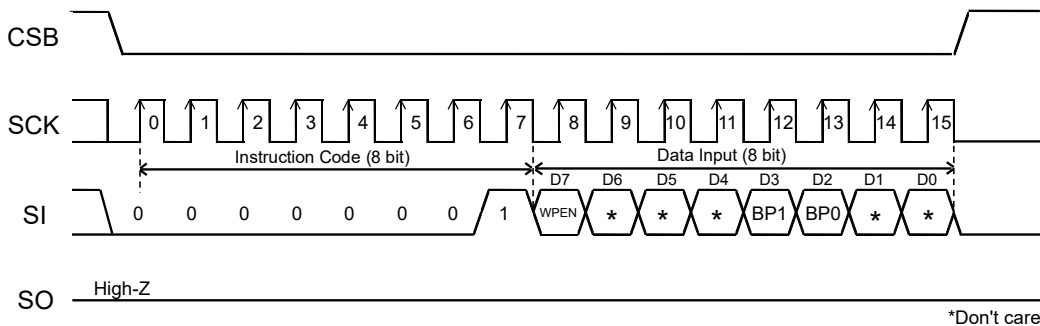 CSB
SCK 0 1 2 3 4 5 6 7 8 9 10 11 12 13 14 15
Instruction Code (8 bit) Data Input (8 bit)
D7 D6 D5 D4 D3 D2 D1 D0
SI 0 0 0 0 0 0 0 1 WPEN * * * BP1 BP0 * *
High-Z
SO
*Don't care